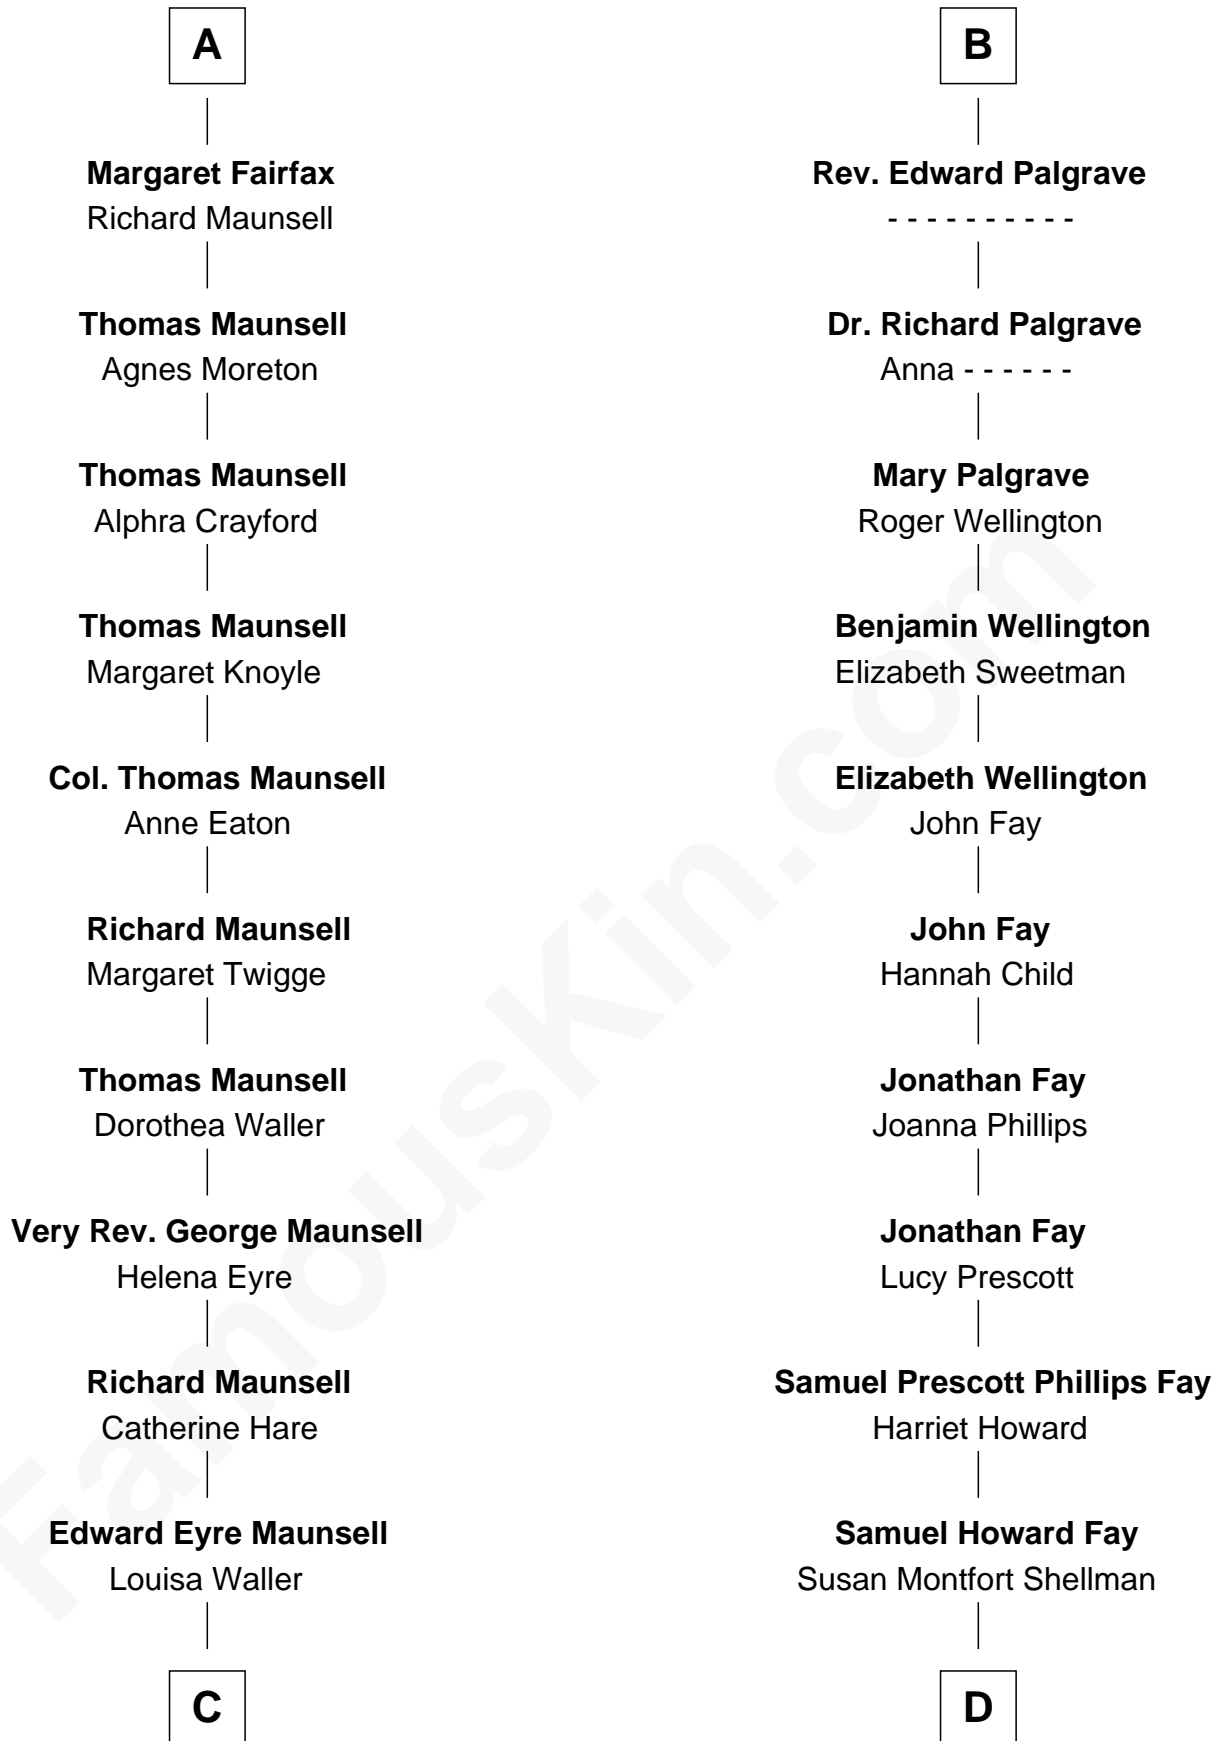 A
Margaret Fairfax
Richard Maunsell
Thomas Maunsell
Agnes Moreton
Thomas Maunsell
Alphra Crayford
Thomas Maunsell
Margaret Knoyle
Col. Thomas Maunsell
Anne Eaton
Richard Maunsell
Margaret Twigge
Thomas Maunsell
Dorothea Waller
Very Rev. George Maunsell
Helena Eyre
Richard Maunsell
Catherine Hare
Edward Eyre Maunsell
Louisa Waller
C
B
Rev. Edward Palgrave
- - - - - - - - - -
Dr. Richard Palgrave
Anna - - - - - -
Mary Palgrave
Roger Wellington
Benjamin Wellington
Elizabeth Sweetman
Elizabeth Wellington
John Fay
John Fay
Hannah Child
Jonathan Fay
Joanna Phillips
Jonathan Fay
Lucy Prescott
Samuel Prescott Phillips Fay
Harriet Howard
Samuel Howard Fay
Susan Montfort Shellman
D
FamousKin.com